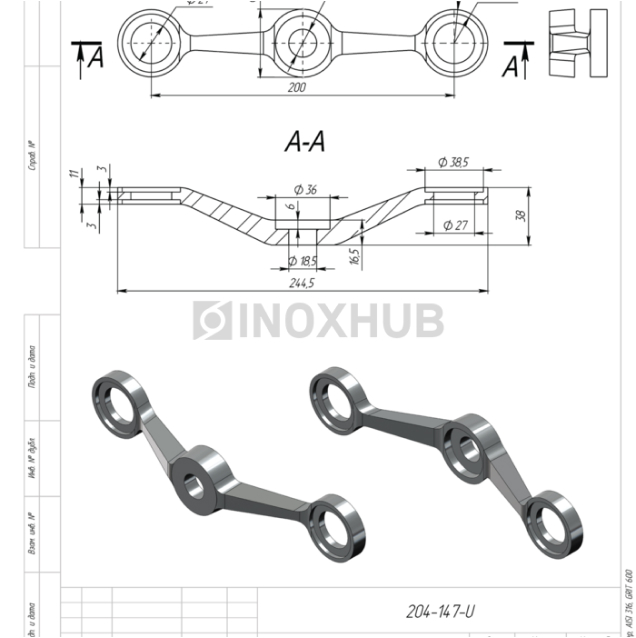 Φ 27
A
A
200
A-A
Справ. №
11
3
3
Φ 38,5
Φ 36
6
38
Φ 27
Φ 18,5
16,5
244,5
INOXHUB
Подп. и дата
Инв. № дубл.
Взам. инв. №
и дата
204-147-U
AISI 316, GRIT 600